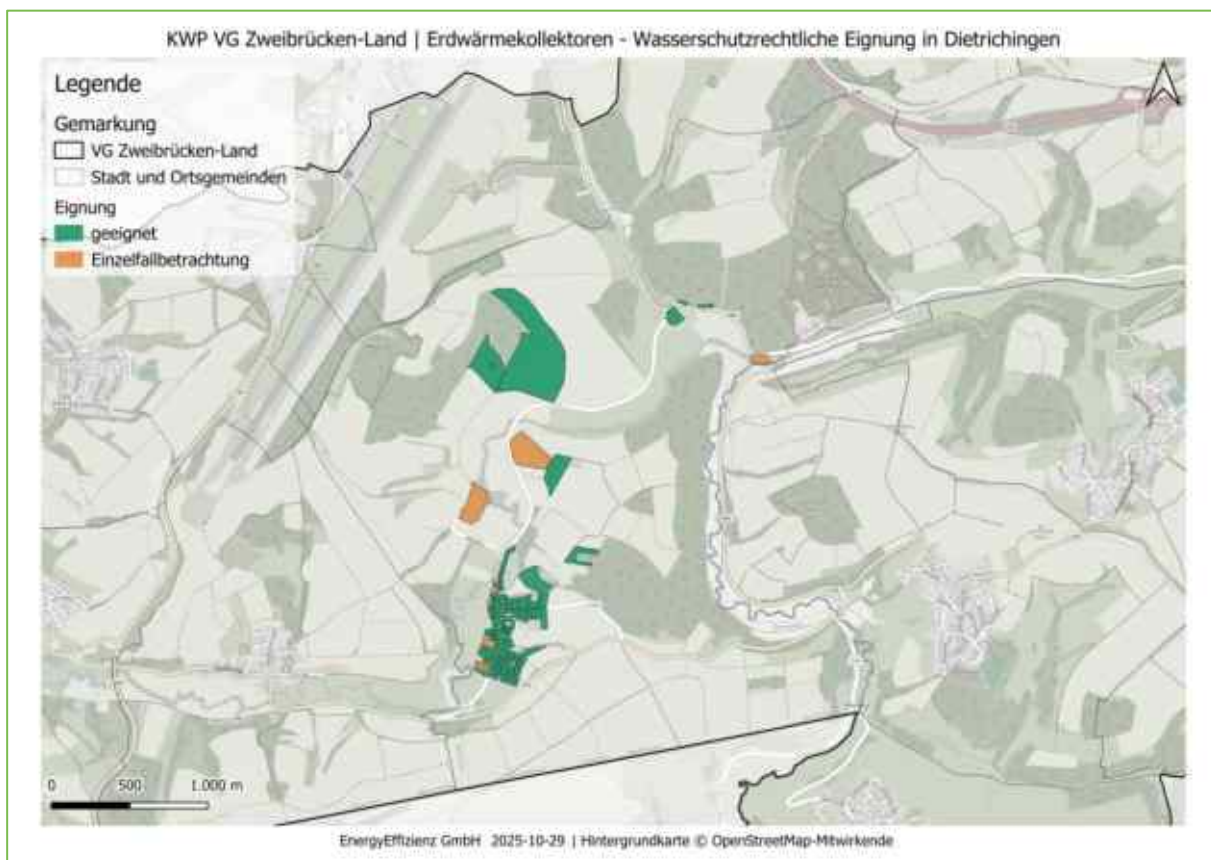 KWP VG Zweibrücken-Land | Erdwärmekollektoren - Wasserschutzrechtliche Eignung in Dietrichingen
Legende
Gemarkung
VG Zweibrücken-Land
Stadt und Ortsgemeinden
Eignung
geeignet
Einzelfallbetrachtung
0 500 1.000 m
EnergyEffizienz GmbH 2025-10-29 | Hintergrundkarte © OpenStreetMap-Mitwirkende